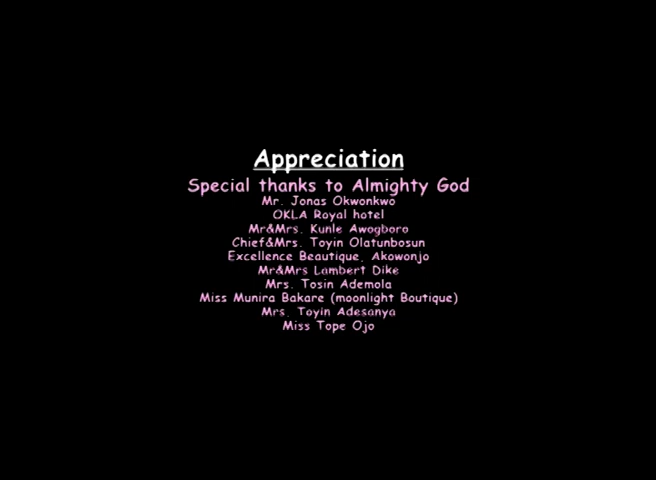 Appreciation
Special thanks to Almighty God
Mr. Jonas Okwonkwo
OKLA Royal hotel
Mr&Mrs. Kunle Awogboro
Chief&Mrs. Toyin Olatunbosun
Excellence Beautique, Akowonjo
Mr&Mrs Lambert Dike
Mrs. Tosin Ademola
Miss Munira Bakare (moonlight Boutique)
Mrs. Toyin Adesanya
Miss Tope Ojo